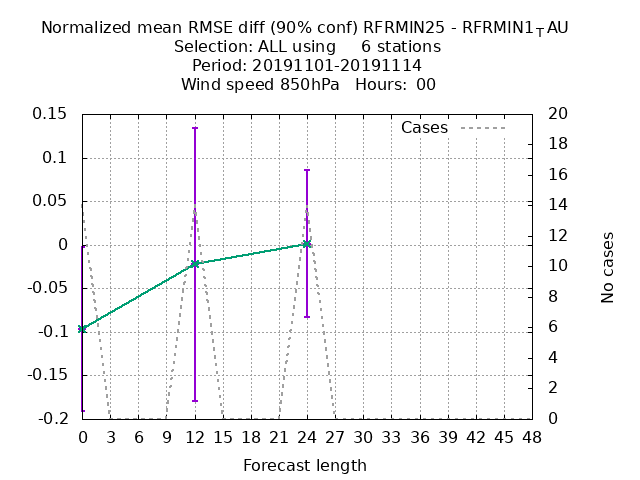 Normalized mean RMSE diff (90% conf) RFRMIN25 - RFRMIN1TAU
Selection: ALL using 6 stations
Period: 20191101-20191114
Wind speed 850hPa Hours: 00
Cases
0.15
0.1
0.05
0
-0.05
-0.1
-0.15
-0.2
20
18
16
14
12
10
8
6
4
2
0
No cases
0 3 6 9 12 15 18 21 24 27 30 33 36 39 42 45 48
Forecast length